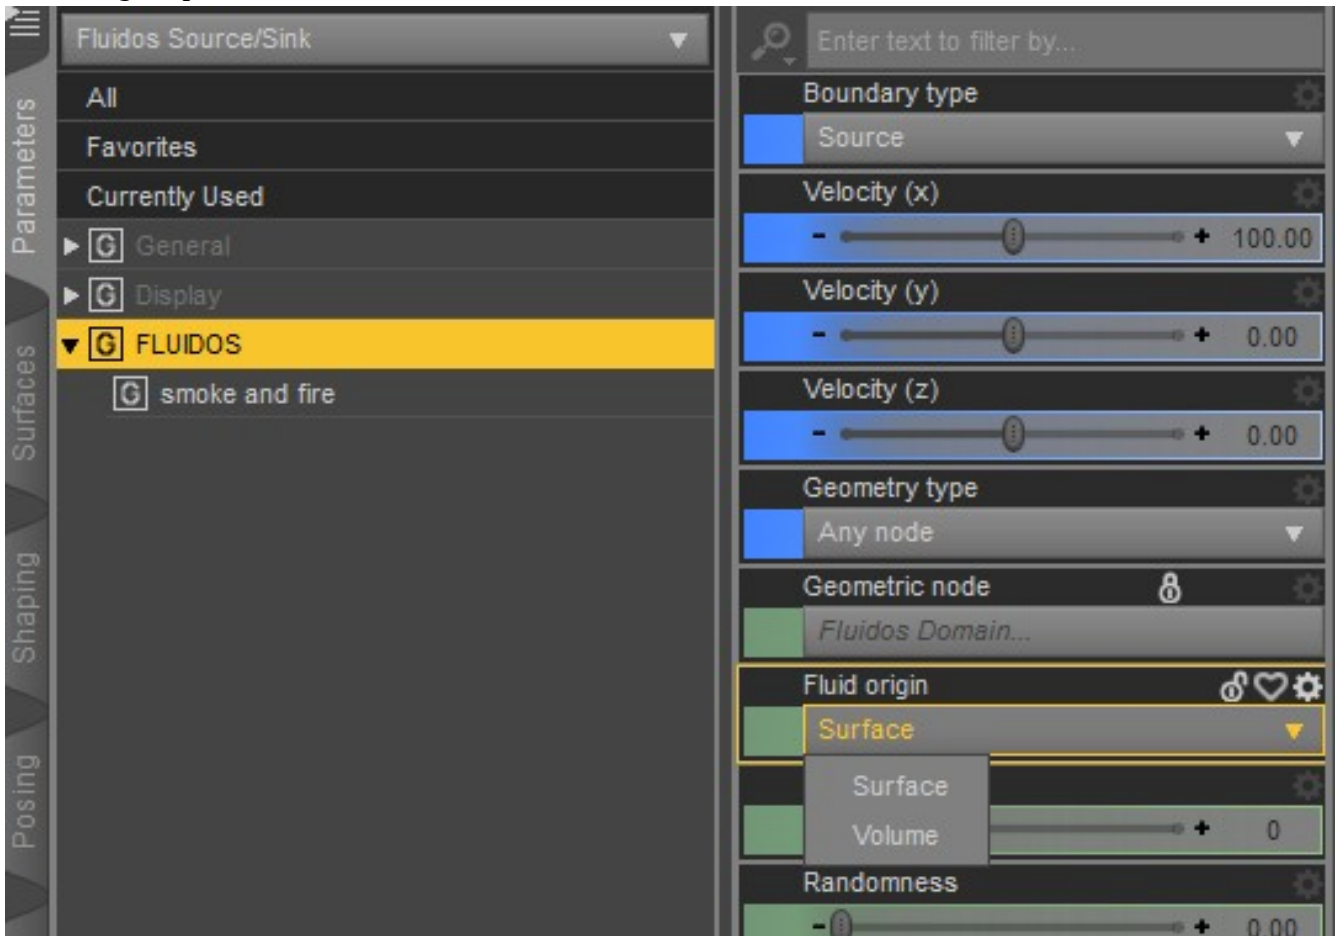 Parameters
Surfaces
Shaping
Posing
Fluidos Source/Sink
All
Favorites
Currently Used
G General
G Display
G FLUIDOS
G smoke and fire
Enter text to filter by...
Boundary type
Source
Velocity (x)
- + 100.00
Velocity (y)
- + 0.00
Velocity (z)
- + 0.00
Geometry type
Any node
Geometric node
Fluidos Domain...
Fluid origin
Surface
Surface
Volume
+ 0
Randomness
- + 0.00